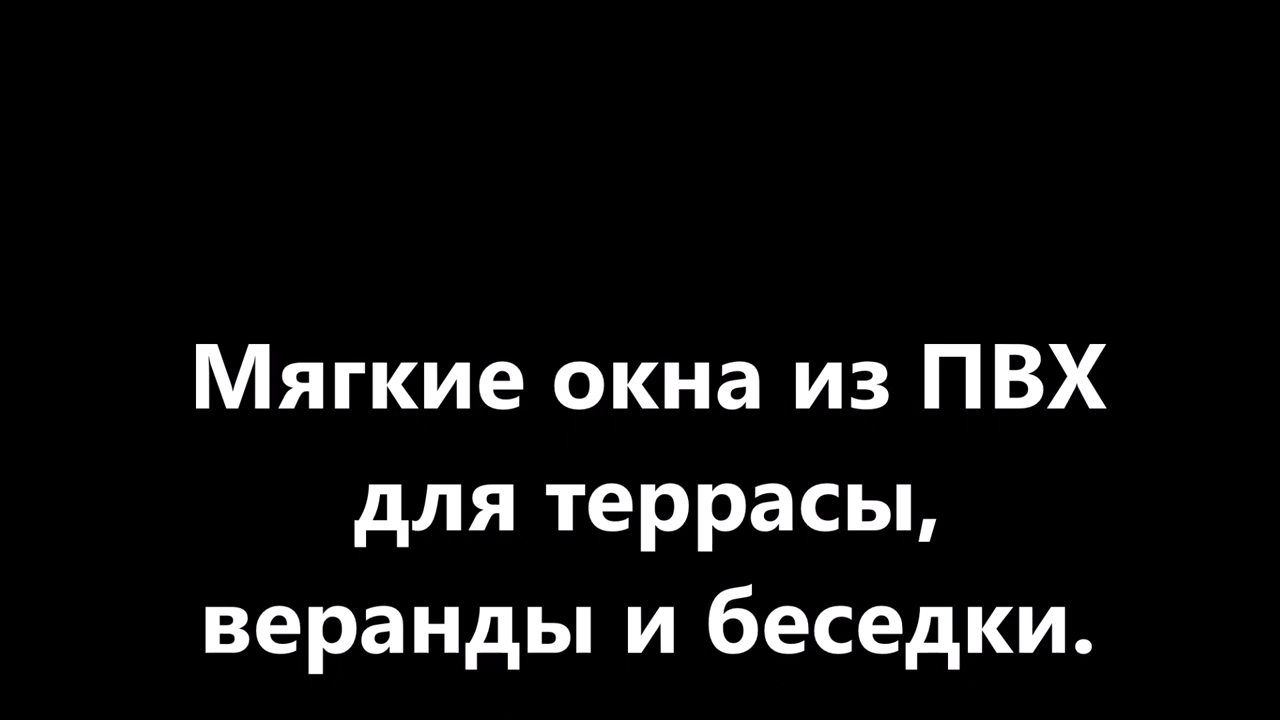 Мягкие окна из ПВХ
для террасы,
веранды и беседки.